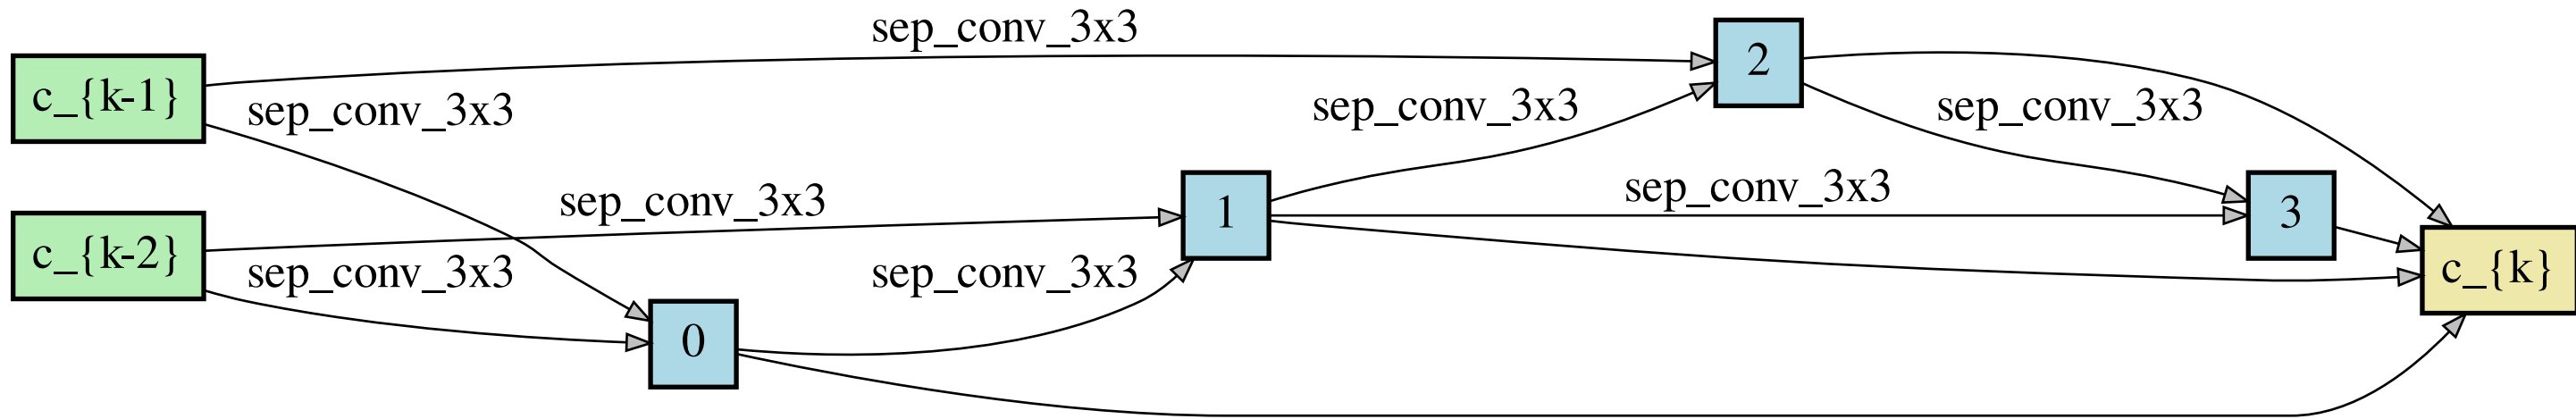 sep_conv_3x3
2
c_{k-1}
sep_conv_3x3
sep_conv_3x3
sep_conv_3x3
sep_conv_3x3
1
sep_conv_3x3
3
c_{k-2}
sep_conv_3x3
sep_conv_3x3
c_{k}
0